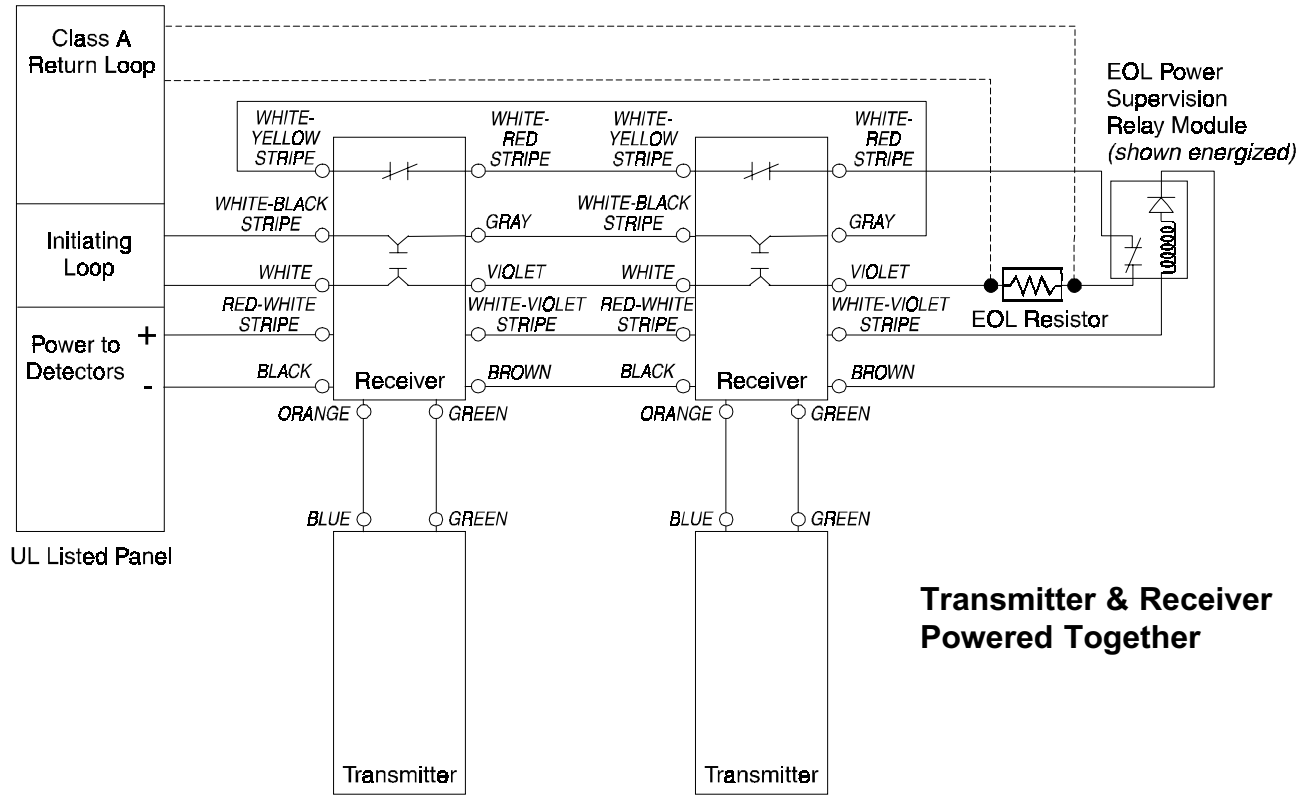 Class A
Return Loop
EOL Power
Supervision
Relay Module
(shown energized)
WHITE-
YELLOW
STRIPE
WHITE-
RED
STRIPE
WHITE-
YELLOW
STRIPE
WHITE-
RED
STRIPE
WHITE-BLACK
STRIPE
GRAY
WHITE-BLACK
STRIPE
GRAY
Initiating
Loop
WHITE
VIOLET
WHITE
VIOLET
RED-WHITE
STRIPE
WHITE-VIOLET
STRIPE
RED-WHITE
STRIPE
WHITE-VIOLET
STRIPE
EOL Resistor
Power to
Detectors
+
-
BLACK
Receiver
BROWN
BLACK
Receiver
BROWN
ORANGE
GREEN
ORANGE
GREEN
BLUE
GREEN
BLUE
GREEN
UL Listed Panel
Transmitter & Receiver
Powered Together
Transmitter
Transmitter